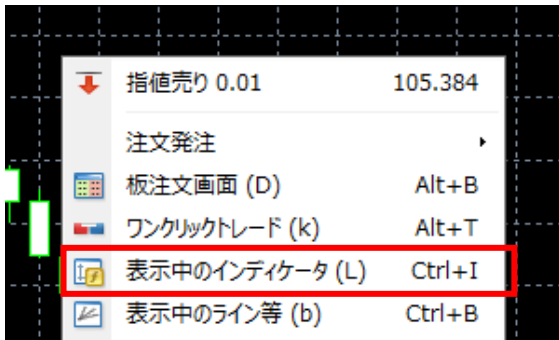 指値売り 0.01 105.384
注文発注
板注文画面 (D) Alt+B
ワンクリックトレード (k) Alt+T
表示中のインディケータ (L) Ctrl+I
表示中のライン等 (b) Ctrl+B